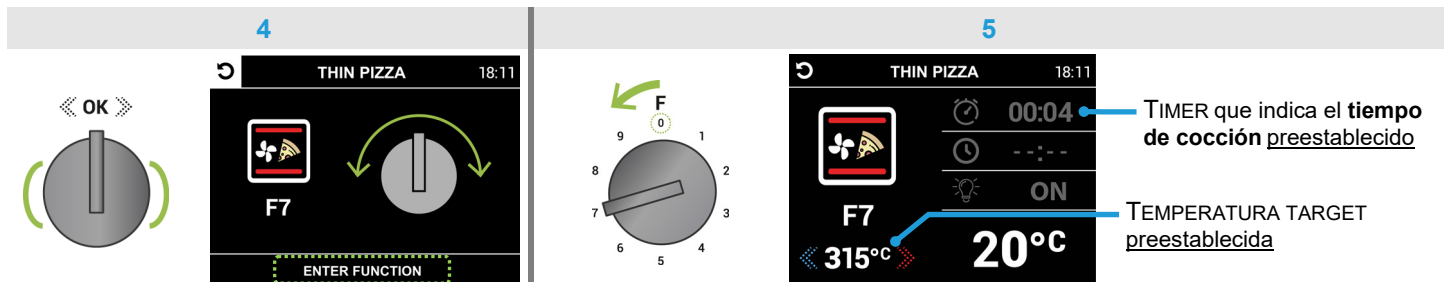 4
5
OK
THIN PIZZA 18:11
F7
ENTER FUNCTION
F
0
1
2
3
4
5
6
7
8
9
THIN PIZZA 18:11
00:04
--:--
ON
F7
315°C
20°C
TIMER que indica el tiempo
de cocción preestablecido
TEMPERATURA TARGET
preestablecida